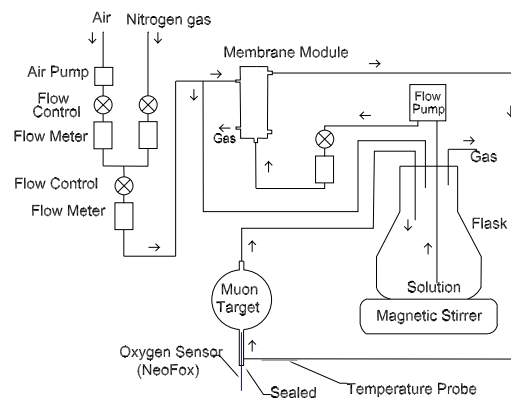 Air
Nitrogen gas
Membrane Module
Air Pump
Flow
Control
Flow Meter
Flow
Pump
Gas
Gas
Flow Control
Flow Meter
Flask
Solution
Magnetic Stirrer
Muon
Target
Oxygen Sensor
(NeoFox)
Sealed
Temperature Probe